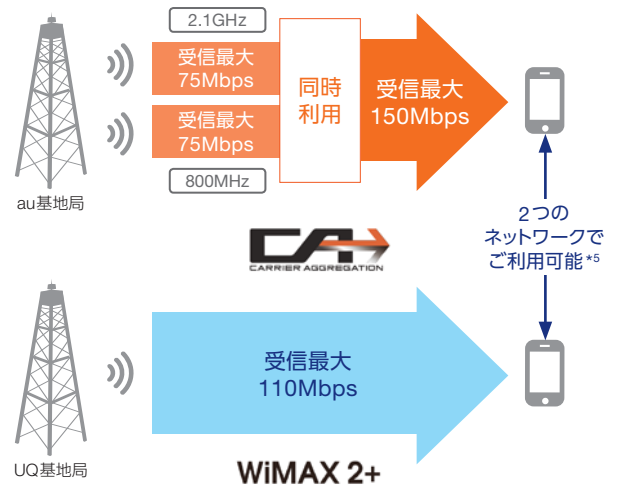 2.1GHz
受信最大
75Mbps
受信最大
75Mbps
800MHz
同時
利用
受信最大
150Mbps
au基地局
CA
CARRIER AGGREGATION
2つの
ネットワークで
ご利用可能*5
受信最大
110Mbps
UQ基地局
WiMAX 2+